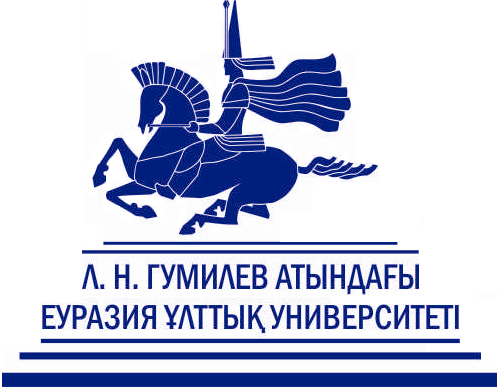 Л. Н. ГУМИЛЕВ АТЫНДАҒЫ
ЕУРАЗИЯ ҰЛТТЫҚ УНИВЕРСИТЕТІ